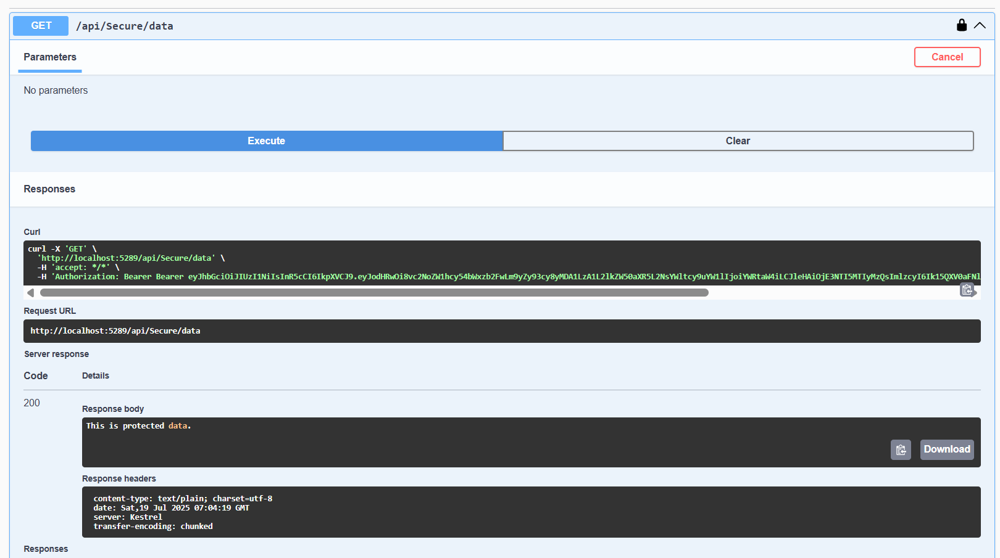 GET /api/Secure/data
Parameters
Cancel
No parameters
Execute
Clear
Responses
Curl
curl -X 'GET' \
'http://localhost:5289/api/Secure/data' \
-H 'accept: */*' \
-H 'Authorization: Bearer Bearer eyJhbGciOiJIUzI1NiIsInR5cCI6IkpXVCJ9.eyJodHRwOi8vc2NoZW1hcy54bWxzb2FwLm9yZy93cy8yMDA1LzA1L2lkZW50aXR5L2NsYWltcy9uYW1lIjoiYWRtaW4iLCJleHAiOjE3NTI5MTIyMzQsImlzcyI6Ik15QXV0aFNl
Request URL
http://localhost:5289/api/Secure/data
Server response
Code Details
200
Response body
This is protected data.
Download
Response headers
content-type: text/plain; charset=utf-8
date: Sat,19 Jul 2025 07:04:19 GMT
server: Kestrel
transfer-encoding: chunked
Responses